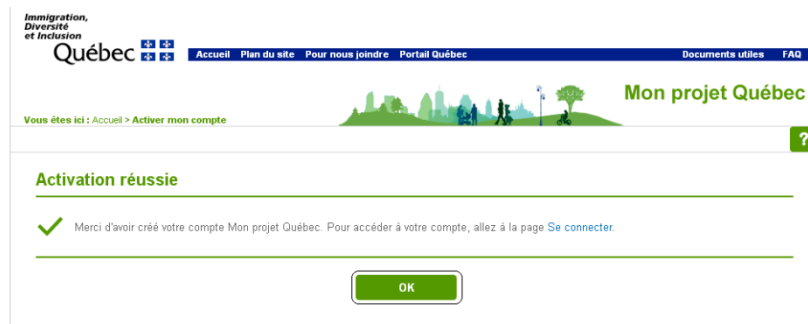 Immigration,
Diversité
et Inclusion
Québec
Accueil Plan du site Pour nous joindre Portail Québec Documents utiles FAQ
Mon projet Québec
Vous êtes ici : Accueil > Activer mon compte
?
Activation réussie
Merci d'avoir créé votre compte Mon projet Québec. Pour accéder à votre compte, allez à la page Se connecter.
OK